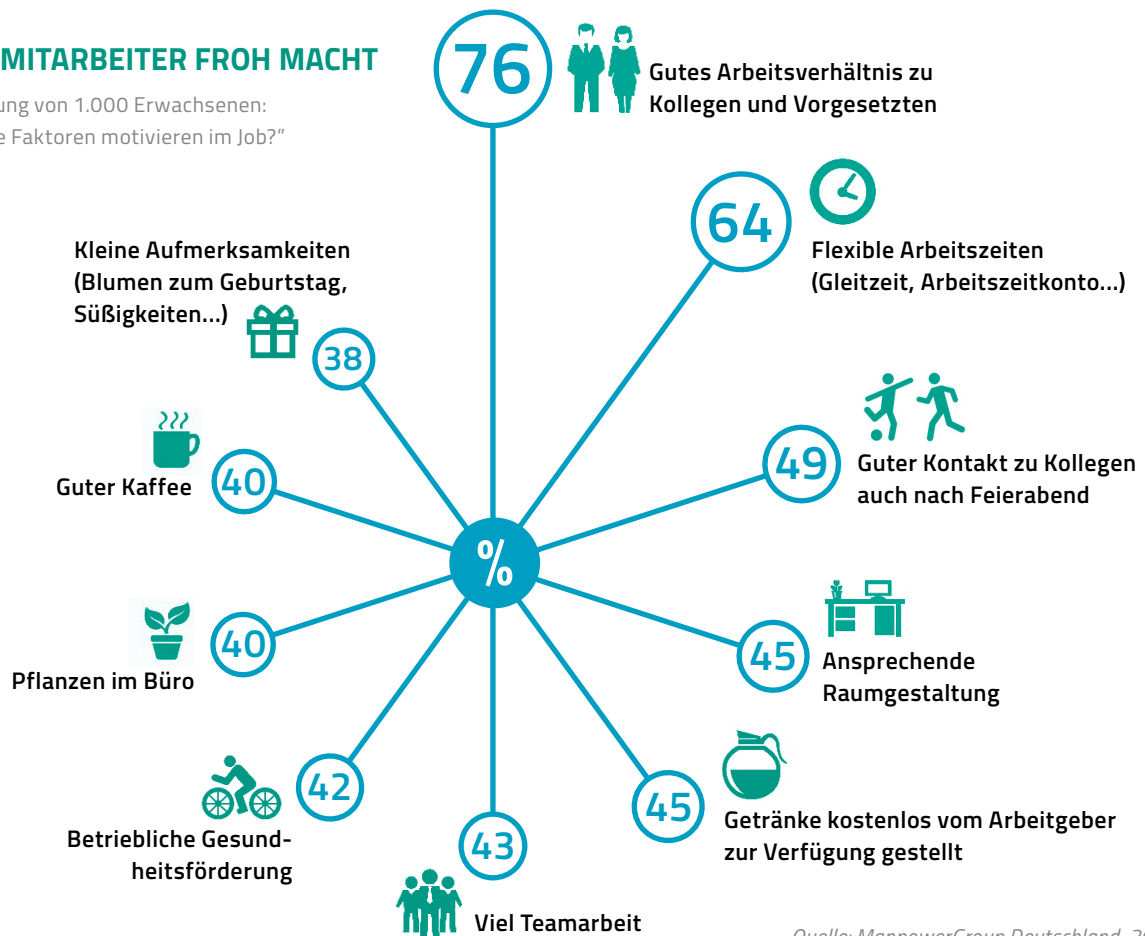 MITARBEITER FROH MACHT
ung von 1.000 Erwachsenen:
e Faktoren motivieren im Job?”
76
Gutes Arbeitsverhältnis zu
Kollegen und Vorgesetzten
64
Flexible Arbeitszeiten
(Gleitzeit, Arbeitszeitkonto...)
49
Guter Kontakt zu Kollegen
auch nach Feierabend
45
Ansprechende
Raumgestaltung
45
Getränke kostenlos vom Arbeitgeber
zur Verfügung gestellt
43
Viel Teamarbeit
42
Betriebliche Gesund-
heitsförderung
40
Pflanzen im Büro
40
Guter Kaffee
38
Kleine Aufmerksamkeiten
(Blumen zum Geburtstag,
Süßigkeiten...)
%
Quelle: ManpowerGroup Deutschland